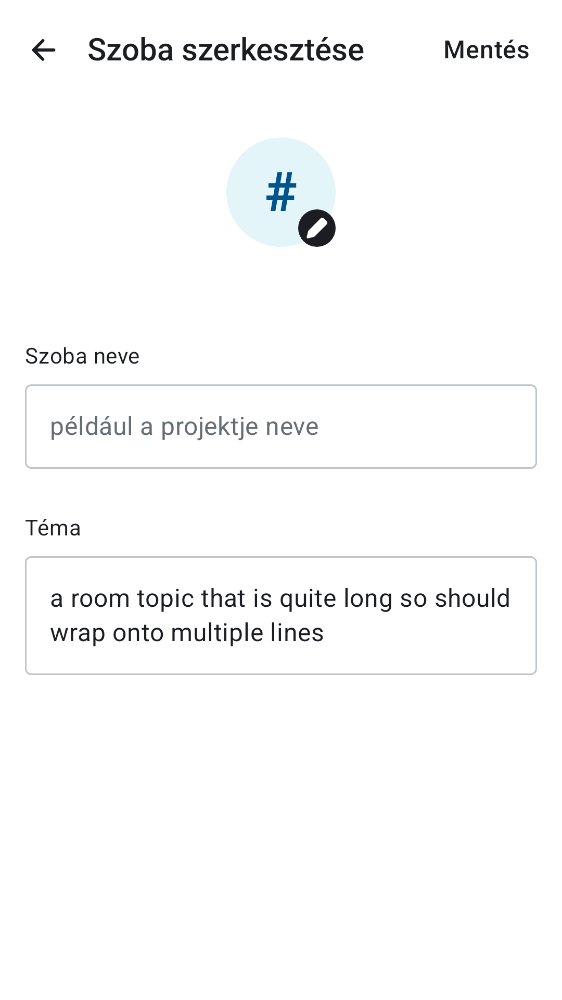 Szoba szerkesztése
Mentés
#
Szoba neve
például a projektje neve
Téma
a room topic that is quite long so should
wrap onto multiple lines